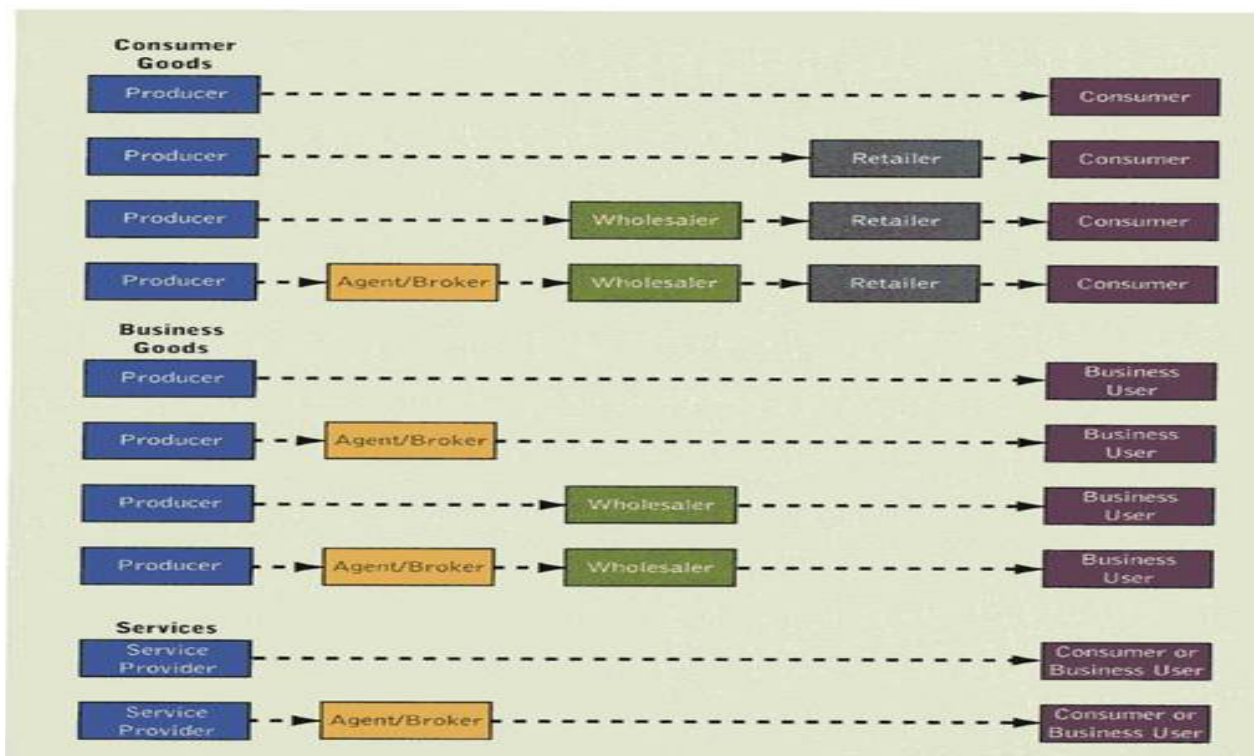 Consumer
Goods
Producer
Consumer
Producer
Retailer
Consumer
Producer
Wholesaler
Retailer
Consumer
Producer
Agent/Broker
Wholesaler
Retailer
Consumer
Business
Goods
Producer
Business
User
Producer
Agent/Broker
Business
User
Producer
Wholesaler
Business
User
Producer
Agent/Broker
Wholesaler
Business
User
Services
Service
Provider
Consumer or
Business User
Service
Provider
Agent/Broker
Consumer or
Business User